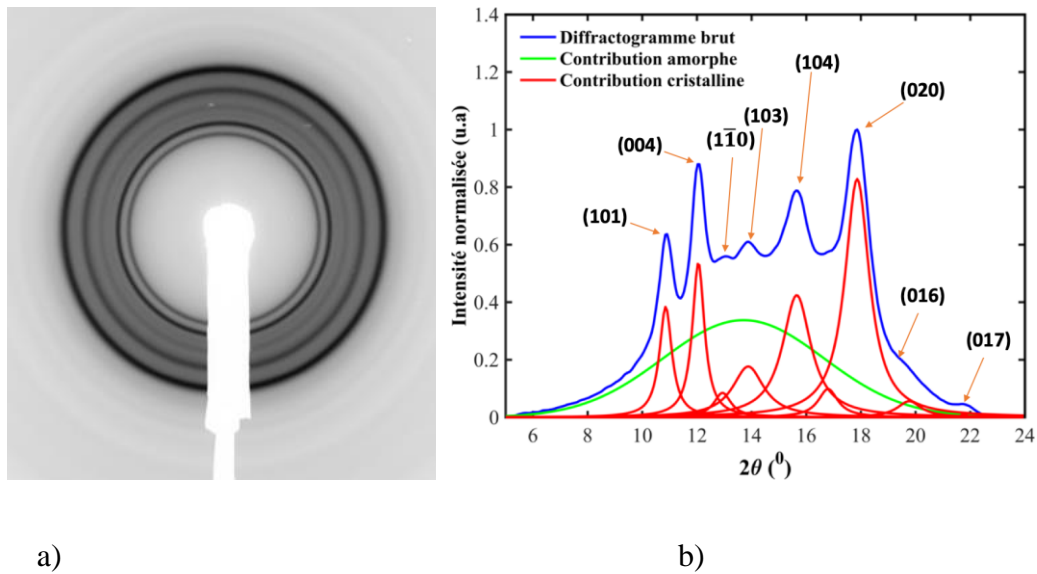 1.4
1.2
1
0.8
0.6
0.4
0.2
0
Intensité normalisée (u.a)
Diffractogramme brut
Contribution amorphe
Contribution cristalline
(101)
(004)
(11̅0)
(103)
(104)
(020)
(016)
(017)
6 8 10 12 14 16 18 20 22 24
2θ (⁰)
a) b)